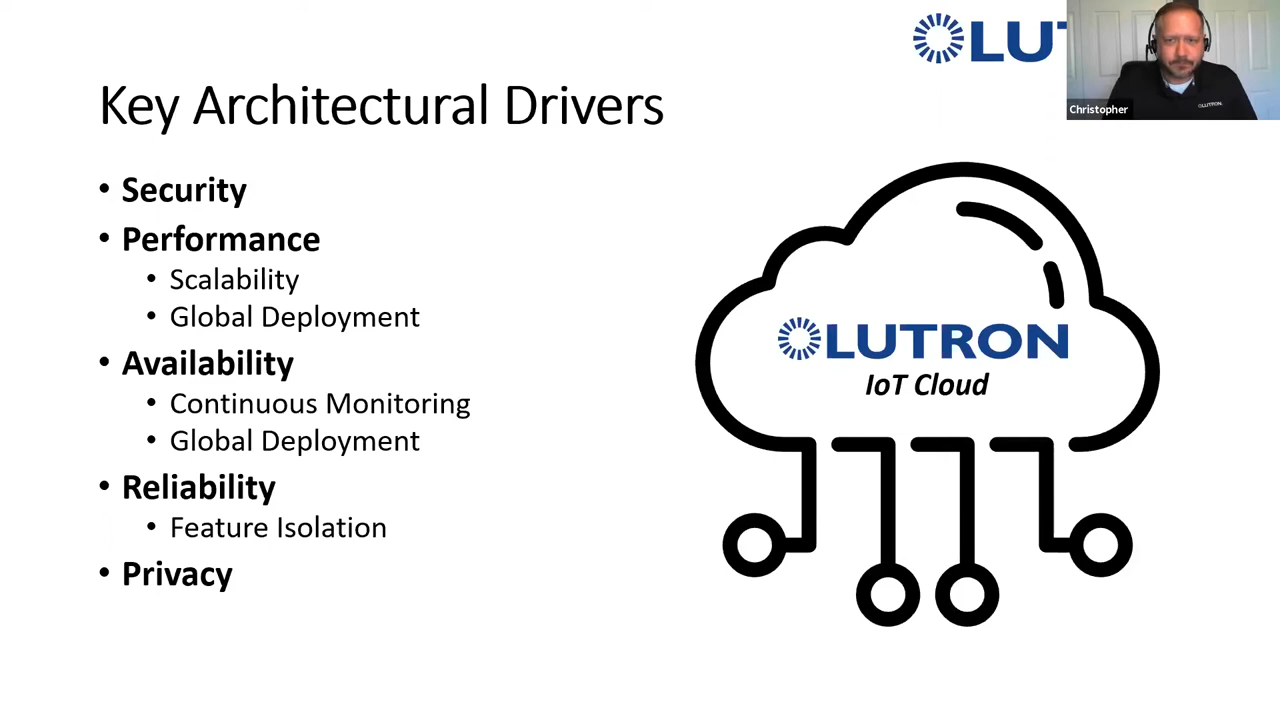 LUT
Christopher
LUTRON
Key Architectural Drivers
• Security
• Performance
• Scalability
• Global Deployment
• Availability
• Continuous Monitoring
• Global Deployment
• Reliability
• Feature Isolation
• Privacy
LUTRON
IoT Cloud